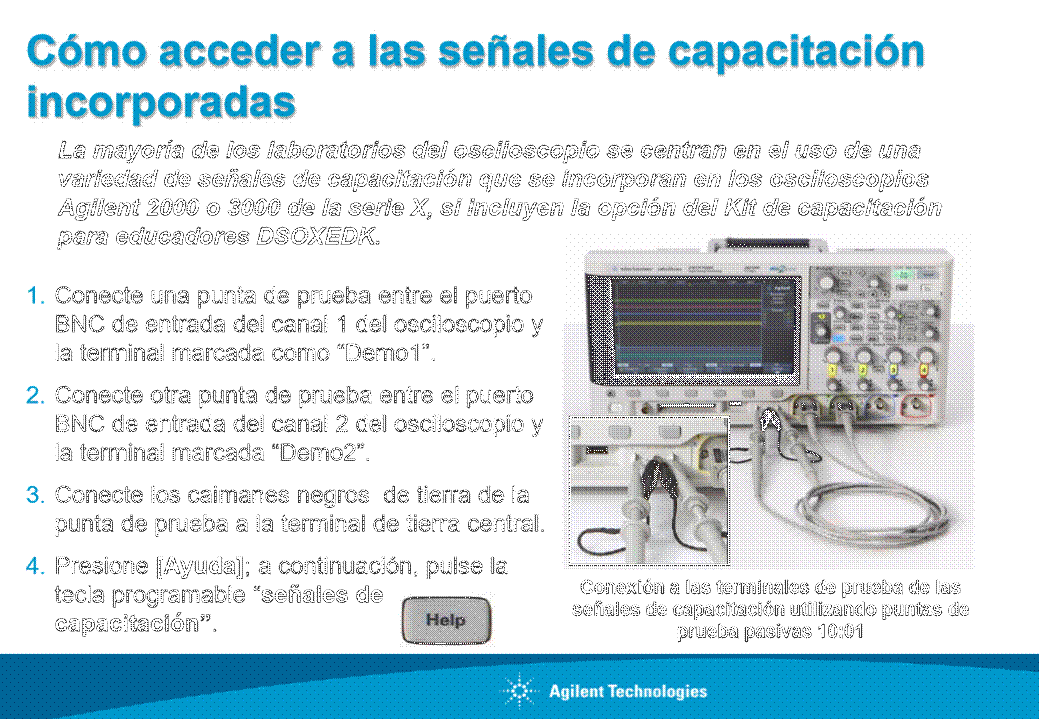 Cómo acceder a las señales de capacitación
incorporadas
La mayoría de los laboratorios del osciloscopio se centran en el uso de una
variedad de señales de capacitación que se incorporan en los osciloscopios
Agilent 2000 o 3000 de la serie X, si incluyen la opción del Kit de capacitación
para educadores DSOXEDK.
1. Conecte una punta de prueba entre el puerto
BNC de entrada del canal 1 del osciloscopio y
la terminal marcada como “Demo1”.
2. Conecte otra punta de prueba entre el puerto
BNC de entrada del canal 2 del osciloscopio y
la terminal marcada “Demo2”.
3. Conecte los caimanes negros de tierra de la
punta de prueba a la terminal de tierra central.
4. Presione [Ayuda]; a continuación, pulse la
tecla programable “señales de
capacitación”.
Help
Conexión a las terminales de prueba de las
señales de capacitación utilizando puntas de
prueba pasivas 10:01
Agilent Technologies